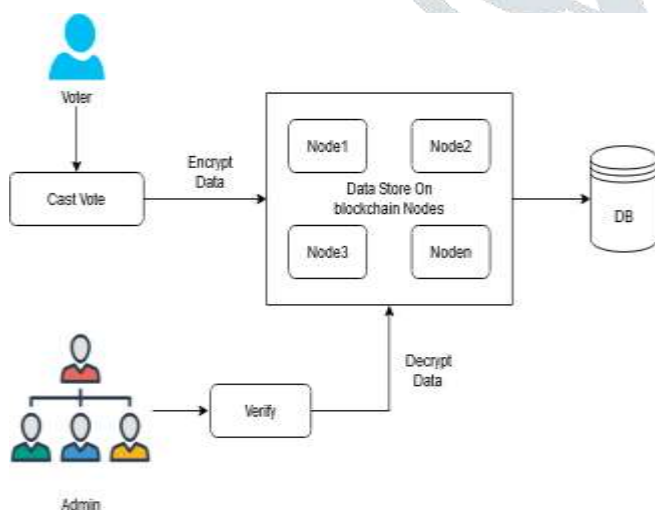 Voter
Cast Vote
Encrypt
Data
Node1
Node2
Data Store On
blockchain Nodes
Node3
Noden
DB
Decrypt
Data
Verify
Admin